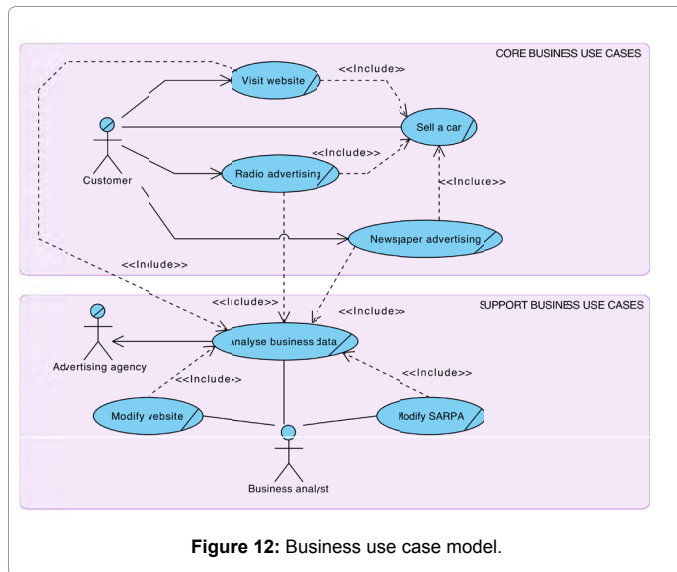 CORE BUSINESS USE CASES
Visit website
<<Include>>
Sell a car
<<Include>>
Customer
Radio advertising
<<Include>>
Newspaper advertising
<<Include>>
<<Include>>
<<Include>>
SUPPORT BUSINESS USE CASES
Analyse business data
Advertising agency
<<Include>>
<<Include>>
Modify website
Modify SARPA
Business analyst
Figure 12: Business use case model.